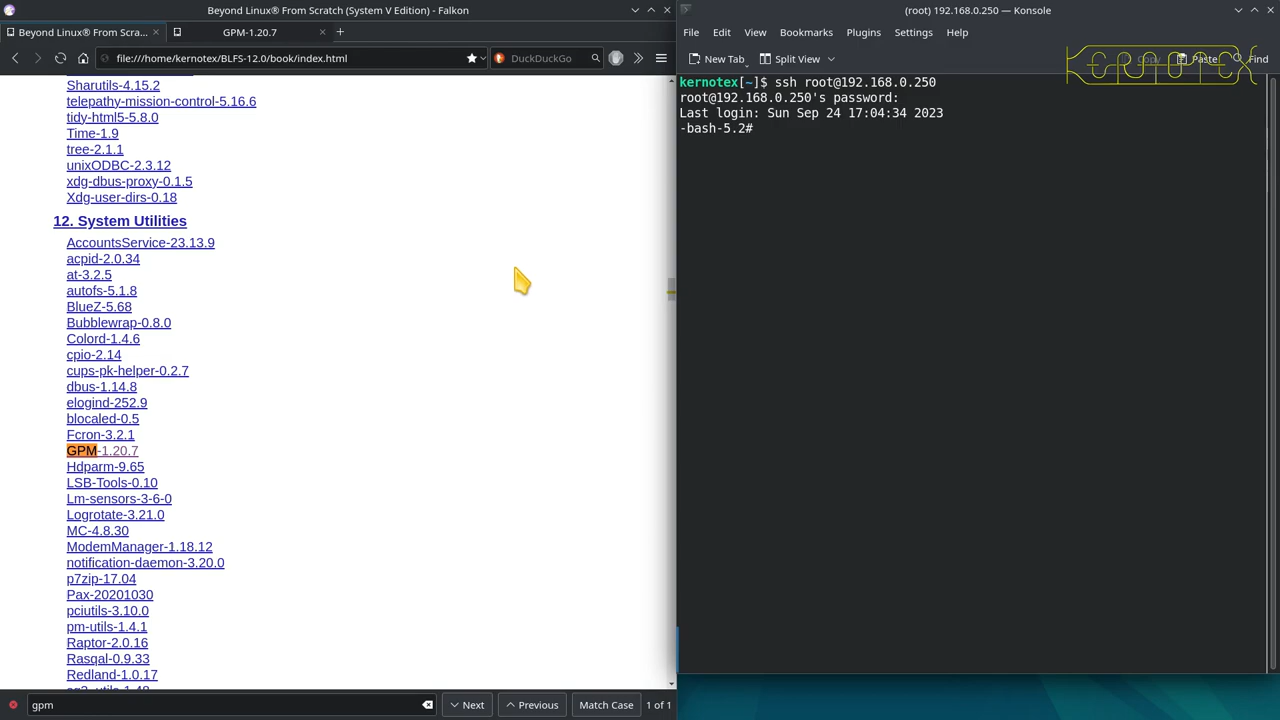 Beyond Linux® From Scratch (System V Edition) - Falkon
Beyond Linux® From Scra...
GPM-1.20.7
file:///home/kernotex/BLFS-12.0/book/index.html
DuckDuckGo
Sharutils-4.15.2
telepathy-mission-control-5.16.6
tidy-html5-5.8.0
Time-1.9
tree-2.1.1
unixODBC-2.3.12
xdg-dbus-proxy-0.1.5
Xdg-user-dirs-0.18
12. System Utilities
AccountsService-23.13.9
acpid-2.0.34
at-3.2.5
autofs-5.1.8
BlueZ-5.68
Bubblewrap-0.8.0
Colord-1.4.6
cpio-2.14
cups-pk-helper-0.2.7
dbus-1.14.8
elogind-252.9
blocaled-0.5
Fcron-3.2.1
GPM-1.20.7
Hdparm-9.65
LSB-Tools-0.10
Lm-sensors-3-6-0
Logrotate-3.21.0
MC-4.8.30
ModemManager-1.18.12
notification-daemon-3.20.0
p7zip-17.04
Pax-20201030
pciutils-3.10.0
pm-utils-1.4.1
Raptor-2.0.16
Rasqal-0.9.33
Redland-1.0.17
gpm
Next
Previous
Match Case
1 of 1
(root) 192.168.0.250 — Konsole
File Edit View Bookmarks Plugins Settings Help
New Tab
Split View
Copy
Paste
Find
KERNOTEX
kernotex[~]$ ssh root@192.168.0.250
root@192.168.0.250's password:
Last login: Sun Sep 24 17:04:34 2023
-bash-5.2#